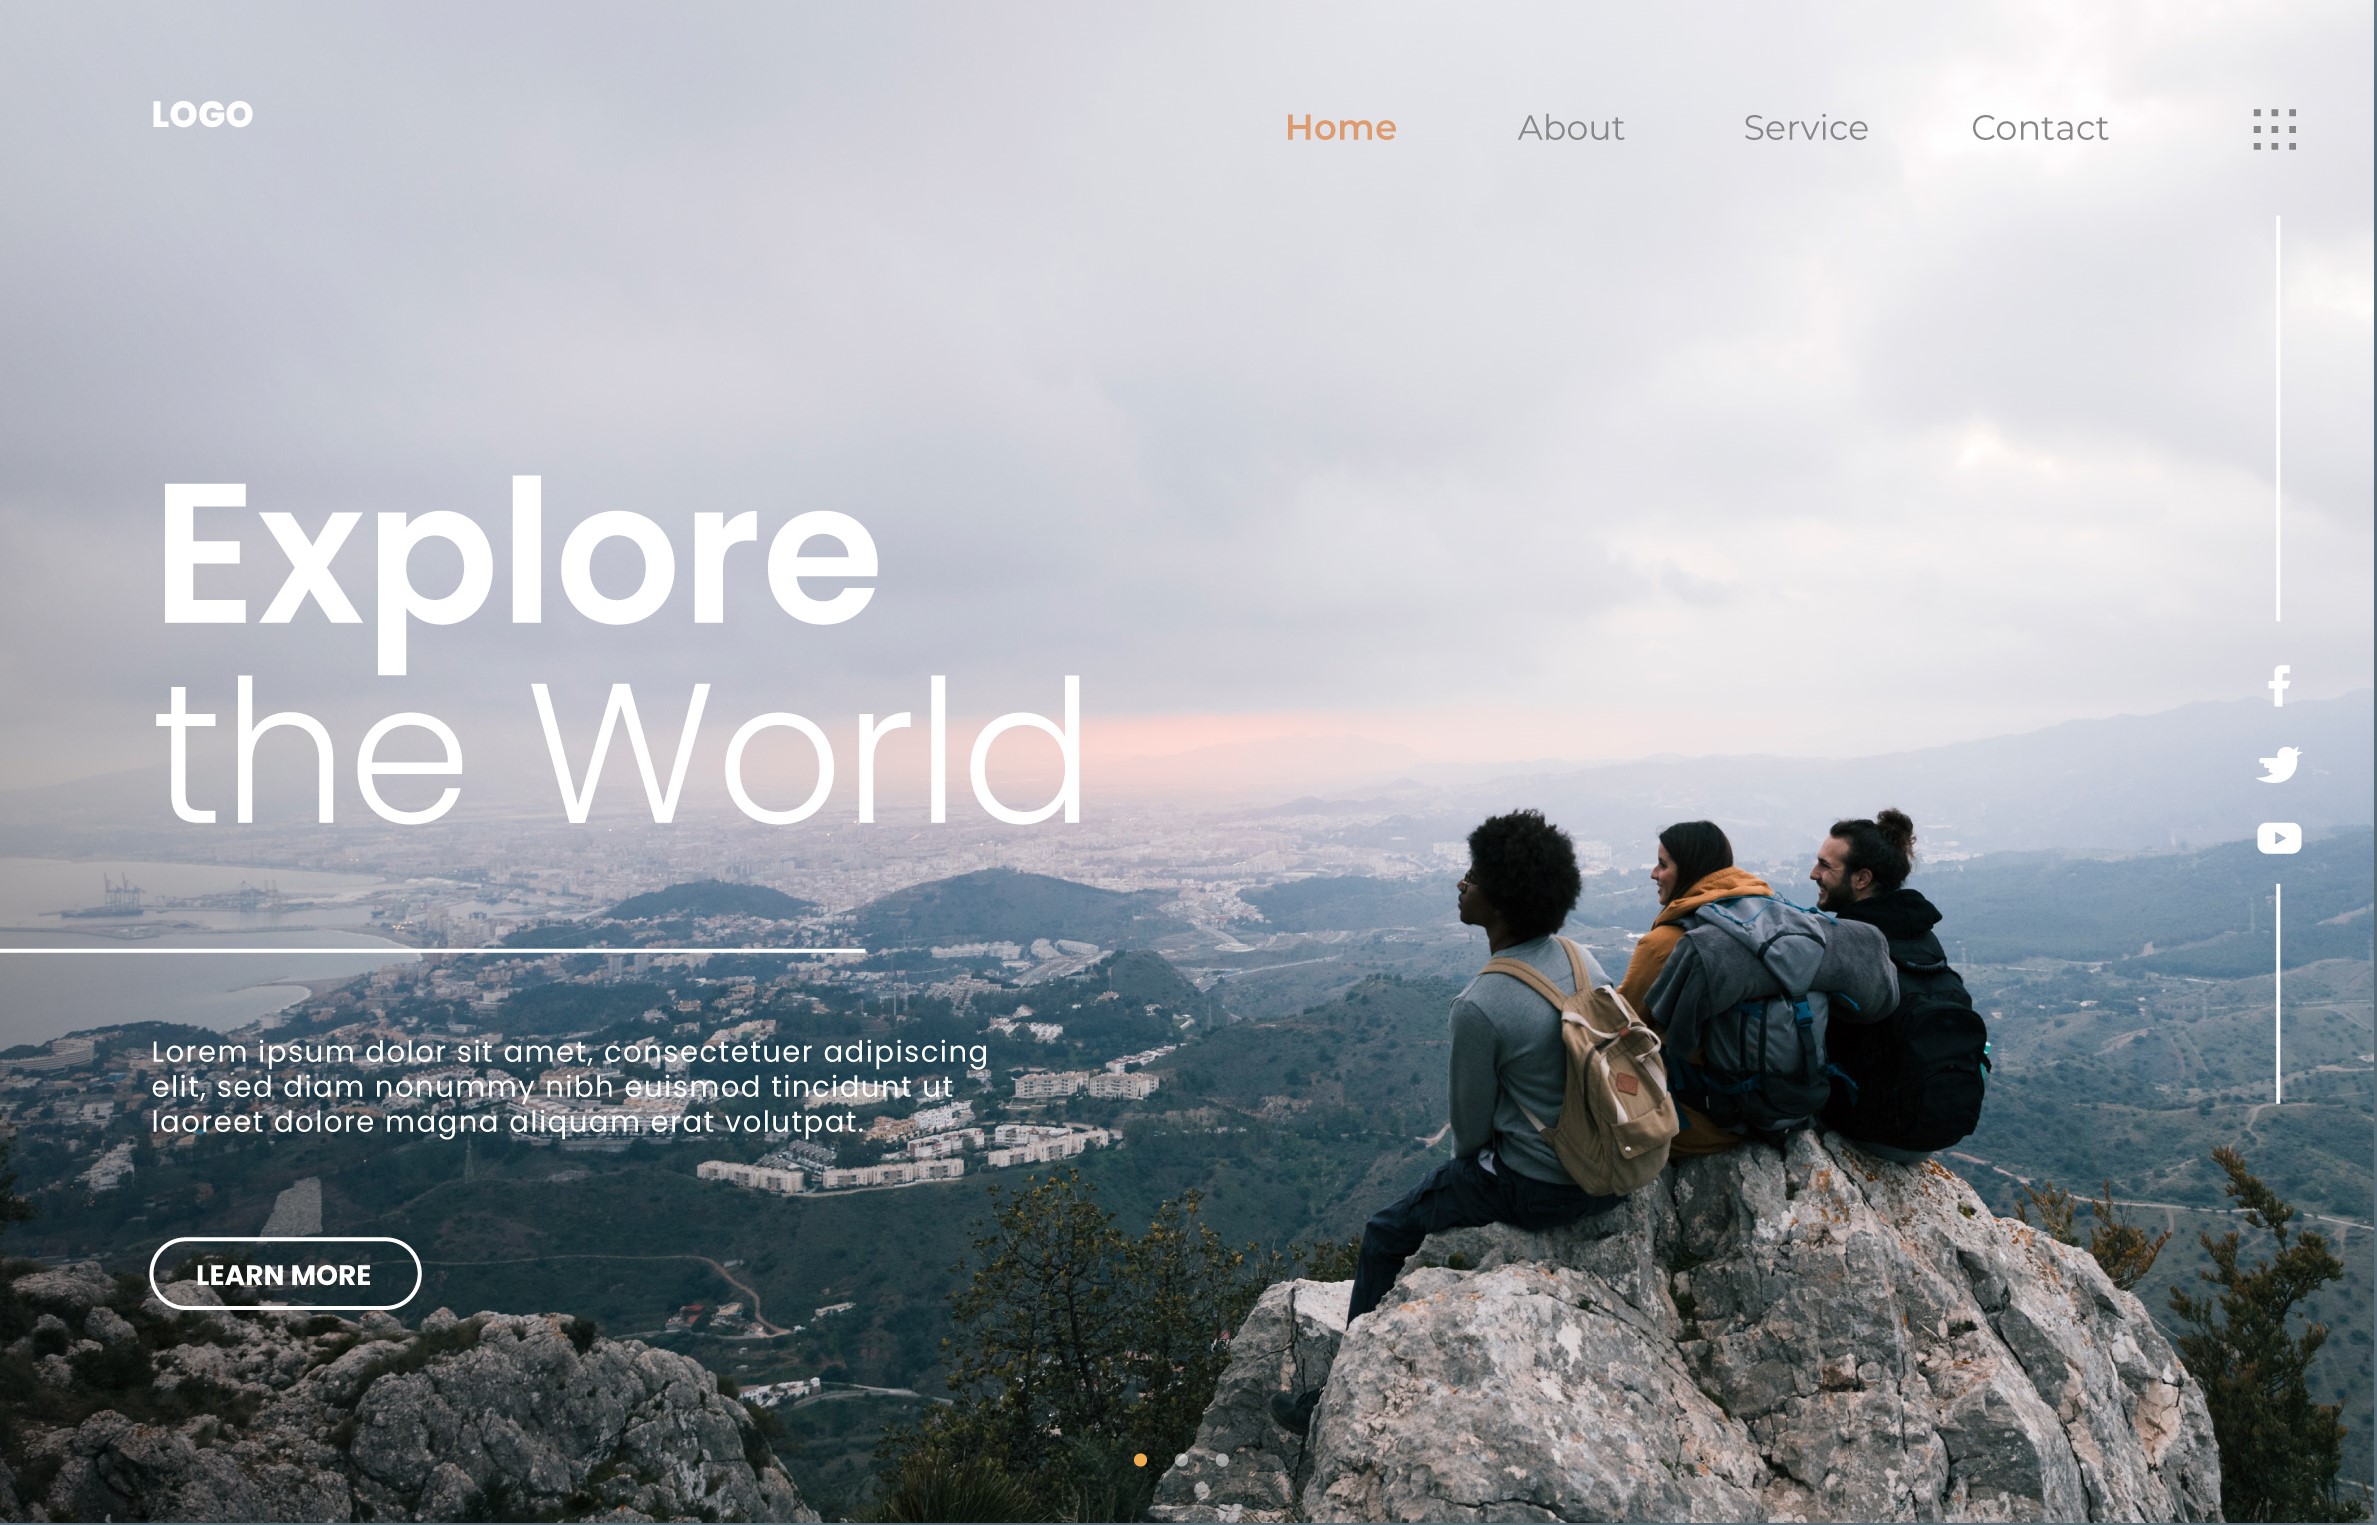 LOGO
Home About Service Contact
Explore
the World
Lorem ipsum dolor sit amet, consectetuer adipiscing
elit, sed diam nonummy nibh euismod tincidunt ut
laoreet dolore magna aliquam erat volutpat.
LEARN MORE